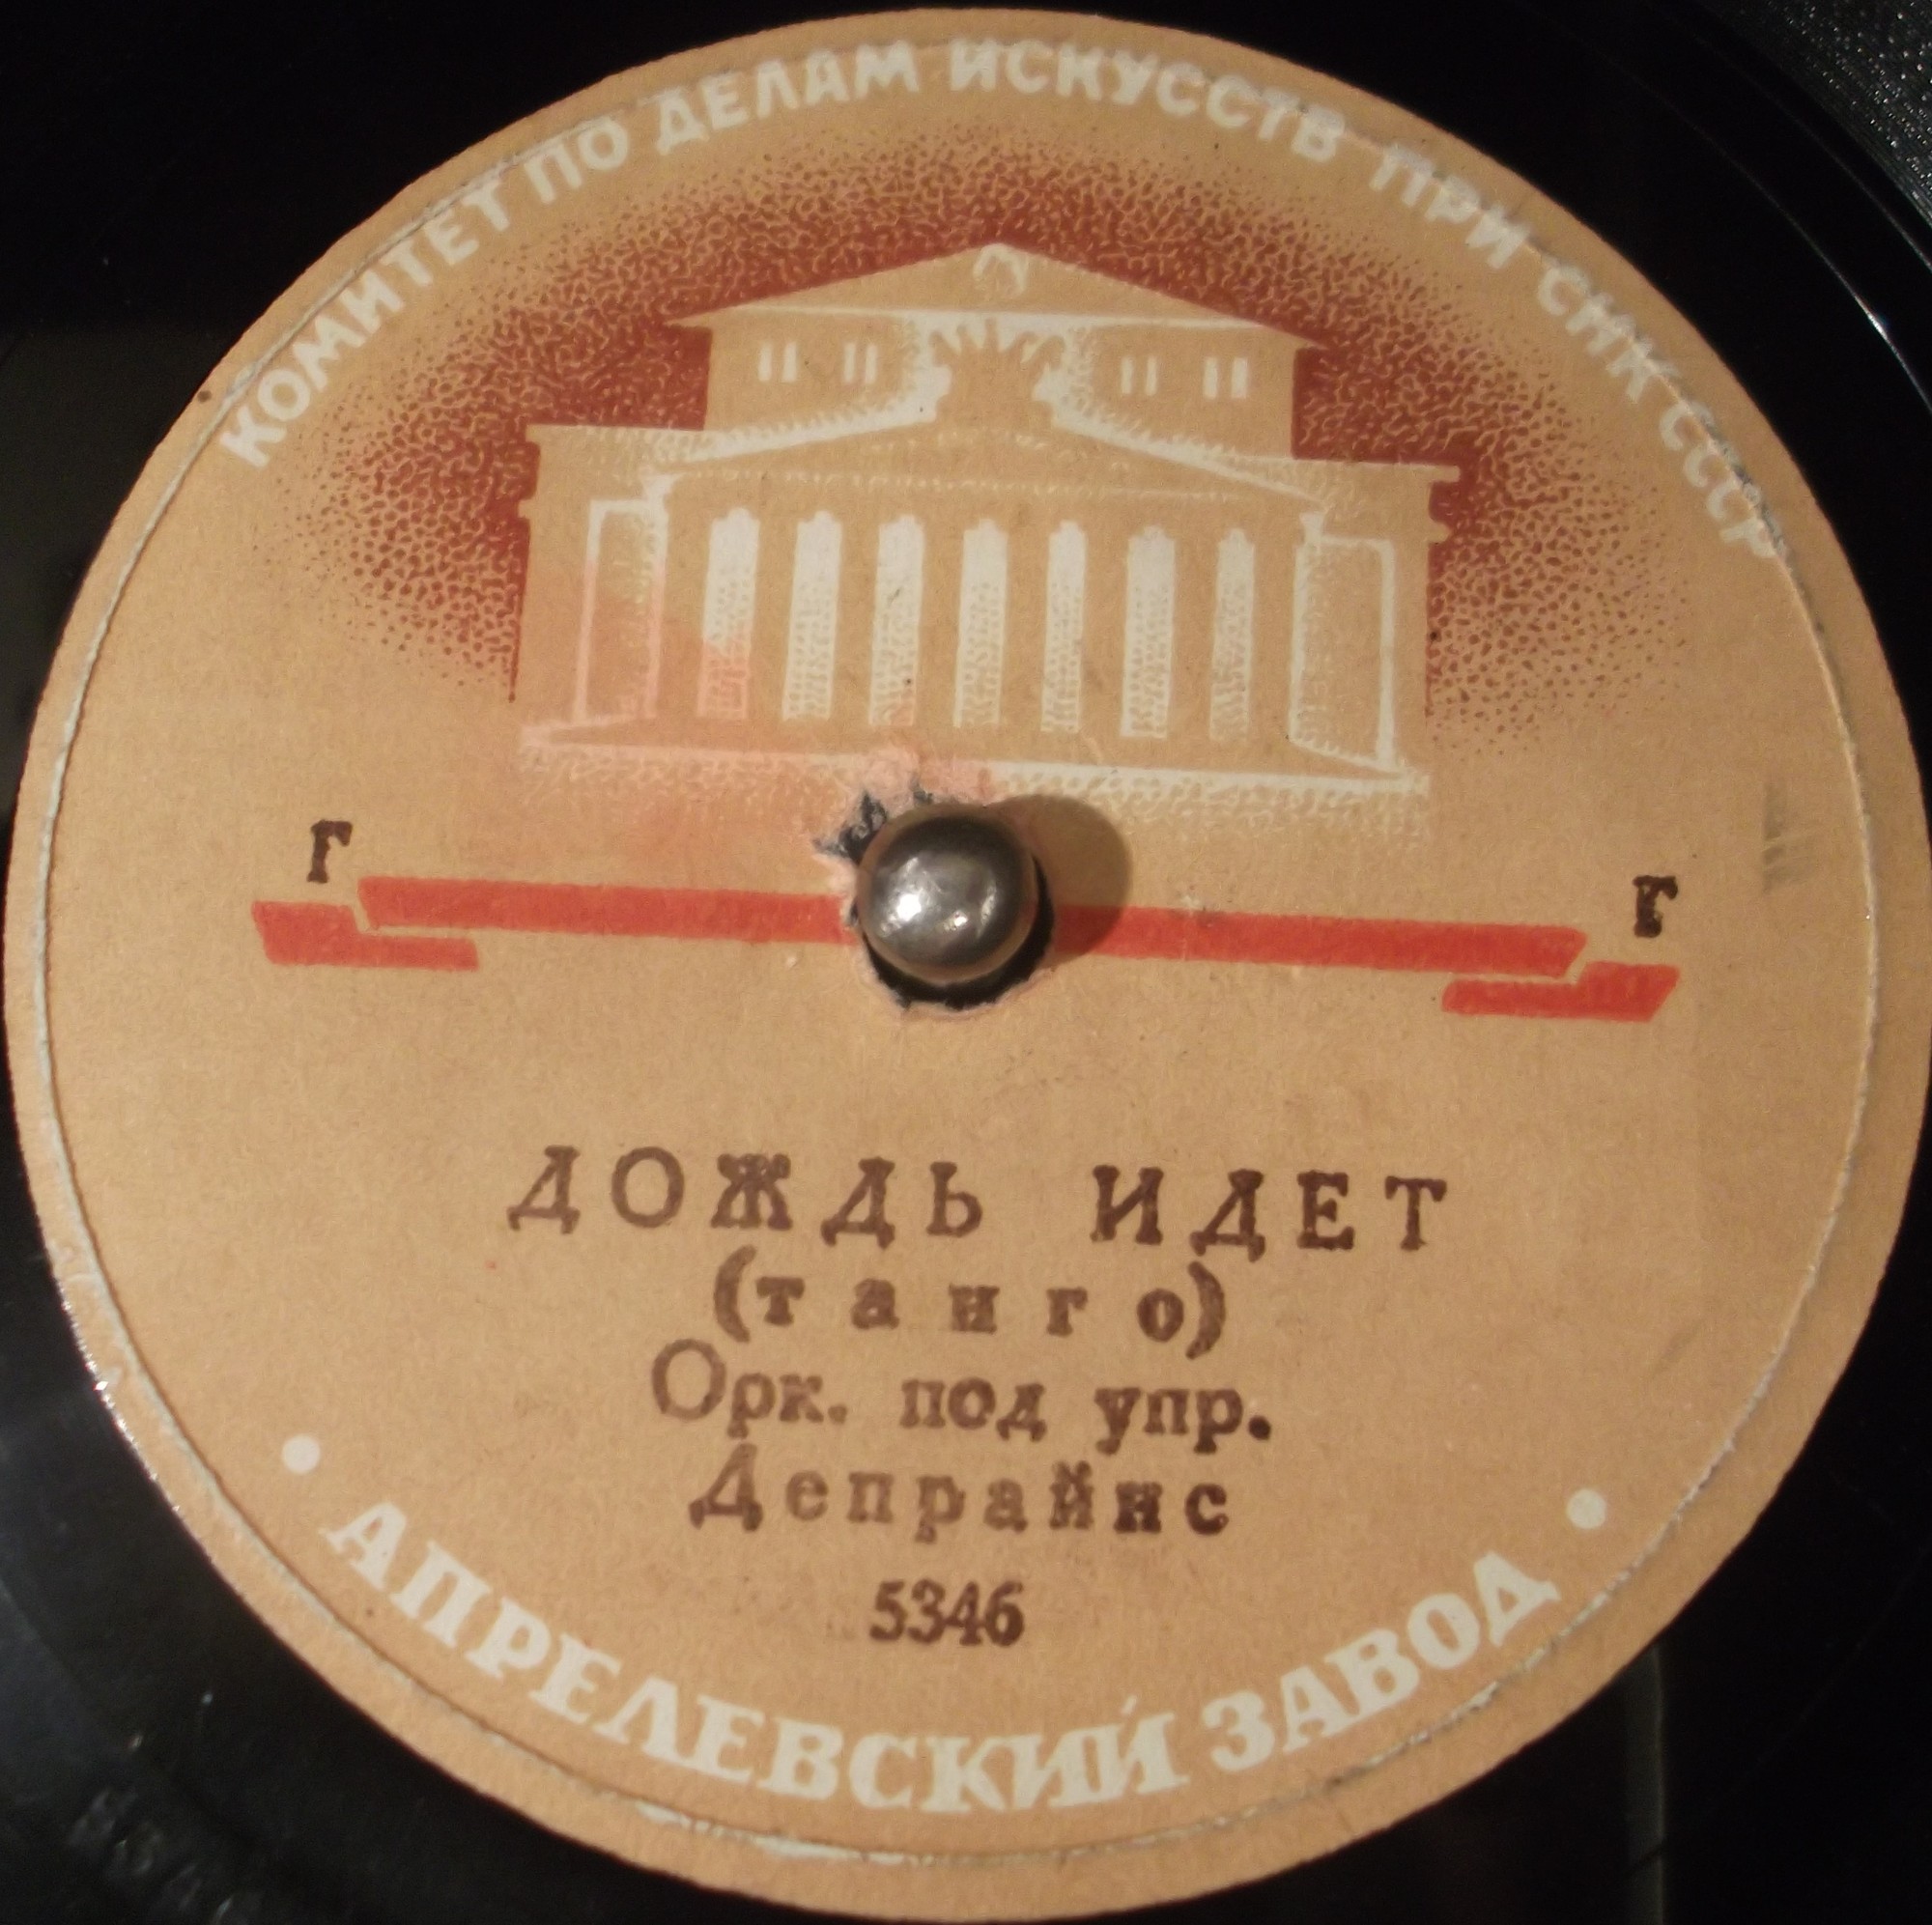 КОМИТЕТ ПО ДЕЛАМ ИСКУССТВ ПРИ СНК СССР
Г Г
ДОЖДЬ ИДЕТ
(танго)
Орк. под упр.
Депрайнс
5346
• АПРЕЛЕВСКИЙ ЗАВОД •